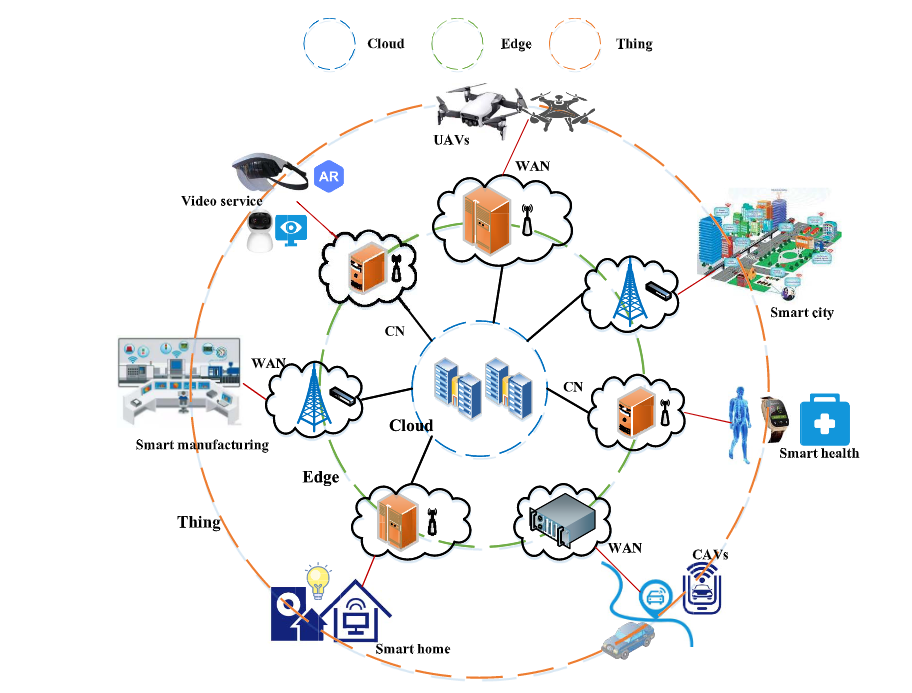 Cloud
Edge
Thing
UAVs
WAN
AR
Video service
Smart city
CN
WAN
CN
Cloud
Smart manufacturing
Smart health
Edge
Thing
WAN
CAVs
Smart home